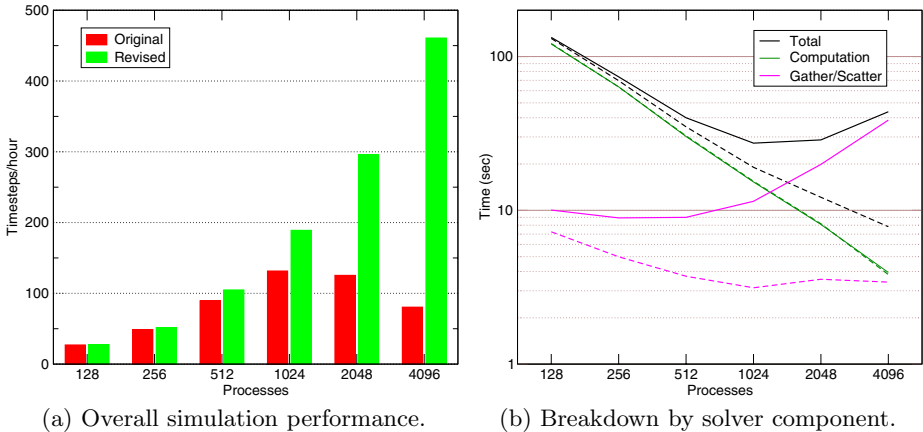 500
400
300
200
100
0
Timesteps/hour
Original
Revised
128 256 512 1024 2048 4096
Processes
(a) Overall simulation performance.
100
10
1
Time (sec)
Total
Computation
Gather/Scatter
128 256 512 1024 2048 4096
Processes
(b) Breakdown by solver component.